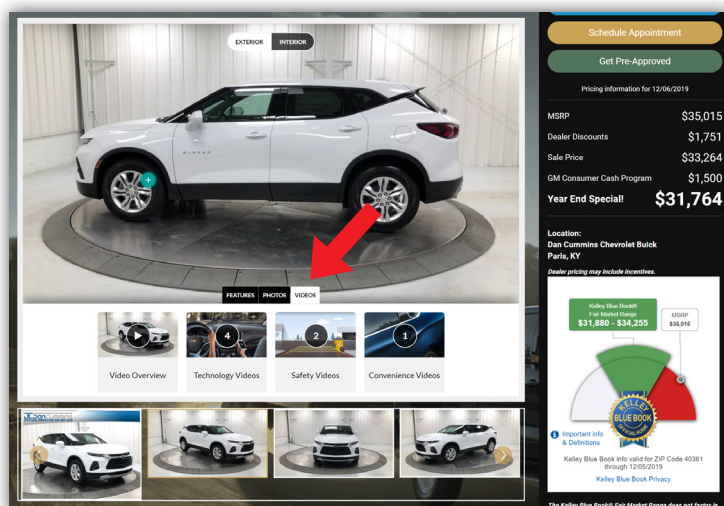 EXTERIOR INTERIOR
BLAZER
FEATURES PHOTOS VIDEOS
4
2
1
Video Overview Technology Videos Safety Videos Convenience Videos
DanCummins
Schedule Appointment
Get Pre-Approved
Pricing information for 12/06/2019
MSRP $35,015
Dealer Discounts $1,751
Sale Price $33,264
GM Consumer Cash Program $1,500
Year End Special! $31,764
Location:
Dan Cummins Chevrolet Buick
Paris, KY
Dealer pricing may include incentives.
Kelley Blue Book®
Fair Market Range
$31,880 - $34,255
MSRP
$35,015
KELLEY
BLUE BOOK
OFFICIAL GUIDE
Important info
& Definitions
Kelley Blue Book info valid for ZIP Code 40361
through 12/05/2019
Kelley Blue Book Privacy
The Kelley Blue Book® Fair Market Range does not factor in